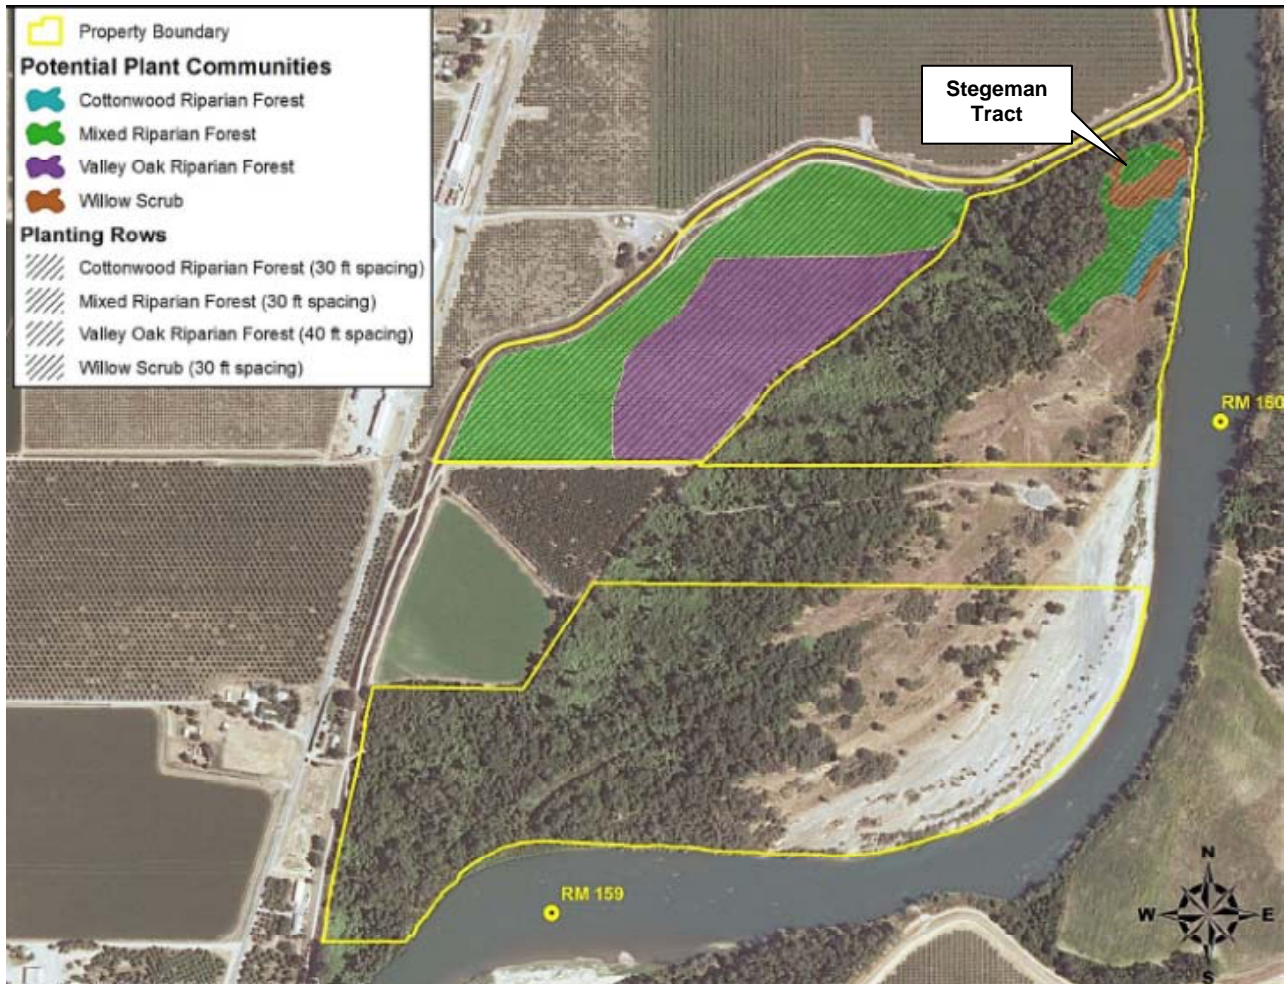 Property Boundary
Potential Plant Communities
Cottonwood Riparian Forest
Mixed Riparian Forest
Valley Oak Riparian Forest
Willow Scrub
Planting Rows
Cottonwood Riparian Forest (30 ft spacing)
Mixed Riparian Forest (30 ft spacing)
Valley Oak Riparian Forest (40 ft spacing)
Willow Scrub (30 ft spacing)
Stegeman
Tract
RM 160
RM 159
N
W E
S